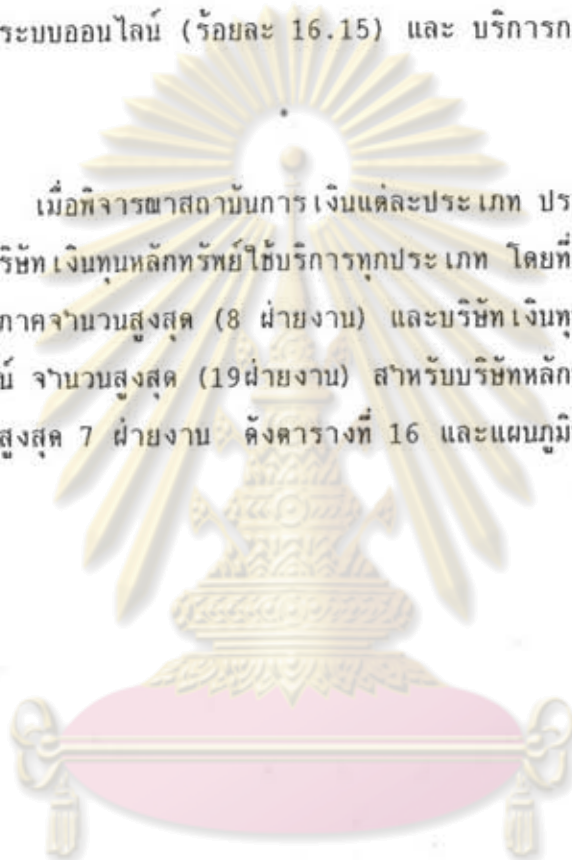 ระบบออนไลน์ (ร้อยละ 16.15) และ บริการก
เมื่อพิจารณาสถาบันการเงินแต่ละประเภท ปร
ริษัทเงินทุนหลักทรัพย์ใช้บริการทุกประเภท โดยที่
ภาคจำนวนสูงสุด (8 ฝ่ายงาน) และบริษัทเงินทุ
น์ จำนวนสูงสุด (19ฝ่ายงาน) สำหรับบริษัทหลัก
สูงสุด 7 ฝ่ายงาน ดังตารางที่ 16 และแผนภูมิ